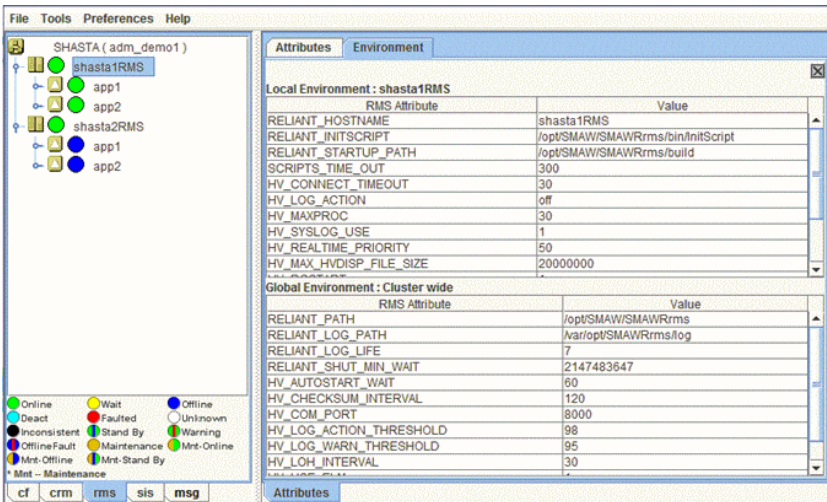 File Tools Preferences Help
SHASTA ( adm_demo1 )
shasta1RMS
app1
app2
shasta2RMS
app1
app2
Online Wait Offline
Deact Faulted Unknown
Inconsistent Stand By Warning
OfflineFault Maintenance Mnt-Online
Mnt-Offline Mnt-Stand By
* Mnt -- Maintenance
cf crm rms sis msg
Attributes Environment
Local Environment : shasta1RMS
RMS Attribute Value
RELIANT_HOSTNAME shasta1RMS
RELIANT_INITSCRIPT /opt/SMAW/SMAWRrms/bin/InitScript
RELIANT_STARTUP_PATH /opt/SMAW/SMAWRrms/build
SCRIPTS_TIME_OUT 300
HV_CONNECT_TIMEOUT 30
HV_LOG_ACTION off
HV_MAXPROC 30
HV_SYSLOG_USE 1
HV_REALTIME_PRIORITY 50
HV_MAX_HVDISP_FILE_SIZE 20000000
Global Environment : Cluster wide
RMS Attribute Value
RELIANT_PATH /opt/SMAW/SMAWRrms
RELIANT_LOG_PATH /var/opt/SMAWRrms/log
RELIANT_LOG_LIFE 7
RELIANT_SHUT_MIN_WAIT 2147483647
HV_AUTOSTART_WAIT 60
HV_CHECKSUM_INTERVAL 120
HV_COM_PORT 8000
HV_LOG_ACTION_THRESHOLD 98
HV_LOG_WARN_THRESHOLD 95
HV_LOH_INTERVAL 30
Attributes